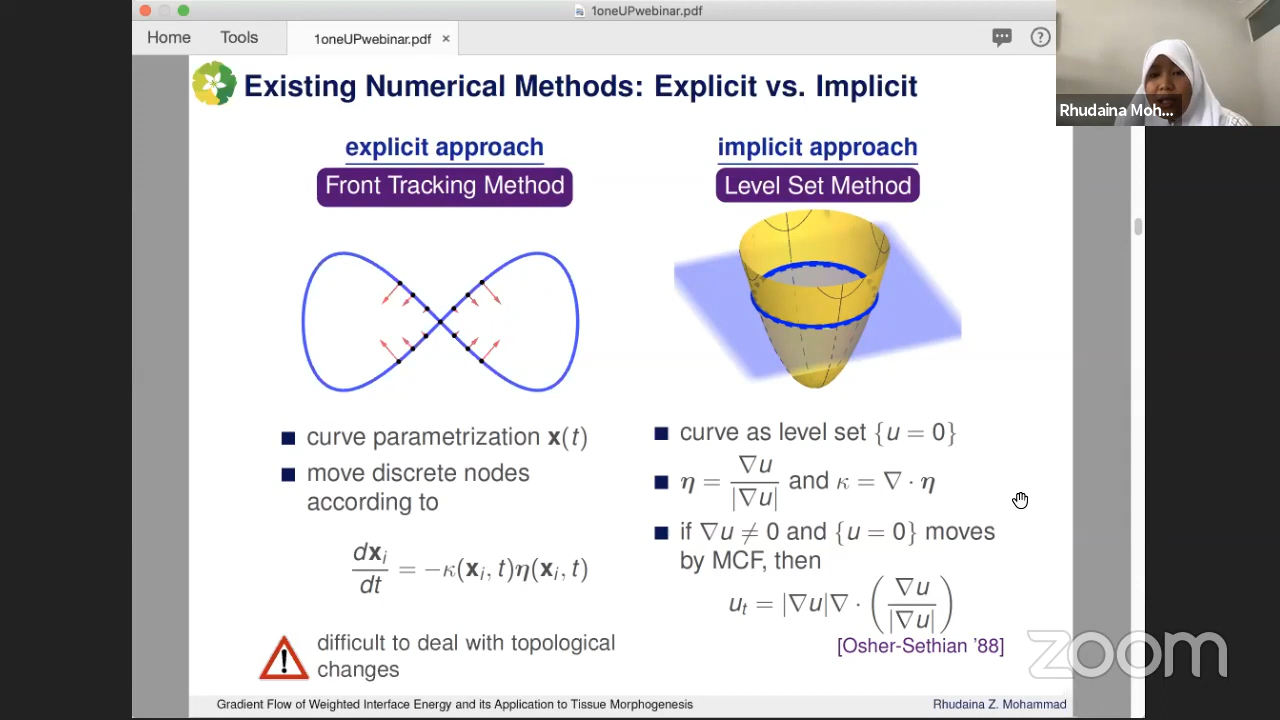 1oneUPwebinar.pdf
Home
Tools
1oneUPwebinar.pdf ×
?
Rhudaina Moh...
Existing Numerical Methods: Explicit vs. Implicit
explicit approach
Front Tracking Method
curve parametrization x(t)
move discrete nodes
according to
dx_i/dt = −κ(x_i, t)η(x_i, t)
difficult to deal with topological
changes
implicit approach
Level Set Method
curve as level set {u = 0}
η = ∇u/|∇u| and κ = ∇ · η
if ∇u ≠ 0 and {u = 0} moves
by MCF, then
u_t = |∇u|∇ · (∇u/|∇u|)
[Osher-Sethian '88]
zoom
Gradient Flow of Weighted Interface Energy and its Application to Tissue Morphogenesis
Rhudaina Z. Mohammad